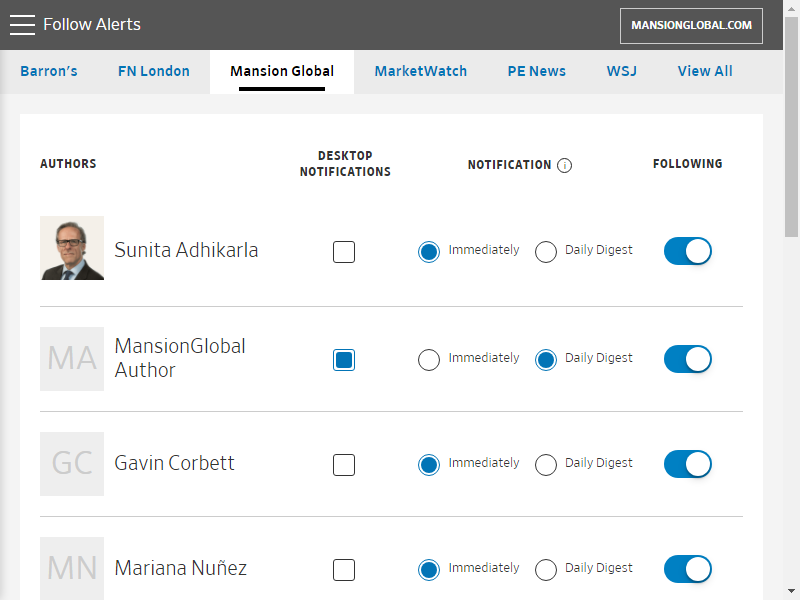 Follow Alerts
MANSIONGLOBAL.COM
Barron's FN London Mansion Global MarketWatch PE News WSJ View All
AUTHORS
DESKTOP
NOTIFICATIONS
NOTIFICATION i
FOLLOWING
Sunita Adhikarla
Immediately Daily Digest
MA
MansionGlobal
Author
Immediately Daily Digest
GC
Gavin Corbett
Immediately Daily Digest
MN
Mariana Nuñez
Immediately Daily Digest